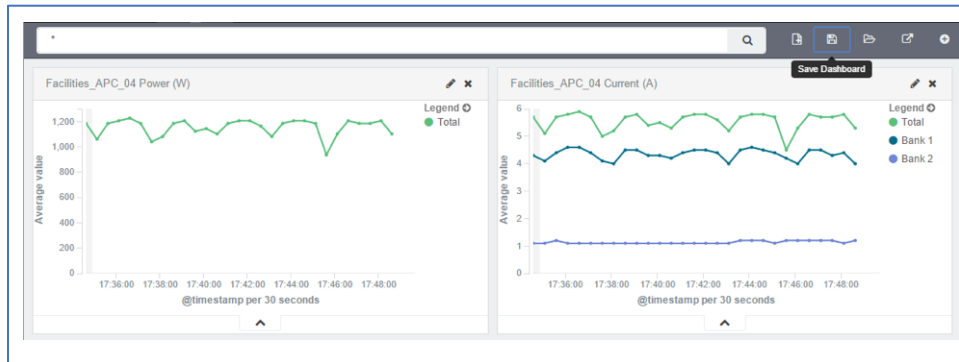 *
Save Dashboard
Facilities_APC_04 Power (W)
Legend
Total
1,200
1,000
800
600
400
200
0
Average value
17:36:00 17:38:00 17:40:00 17:42:00 17:44:00 17:46:00 17:48:00
@timestamp per 30 seconds
Facilities_APC_04 Current (A)
Legend
Total
Bank 1
Bank 2
6
5
4
3
2
1
0
Average value
17:36:00 17:38:00 17:40:00 17:42:00 17:44:00 17:46:00 17:48:00
@timestamp per 30 seconds